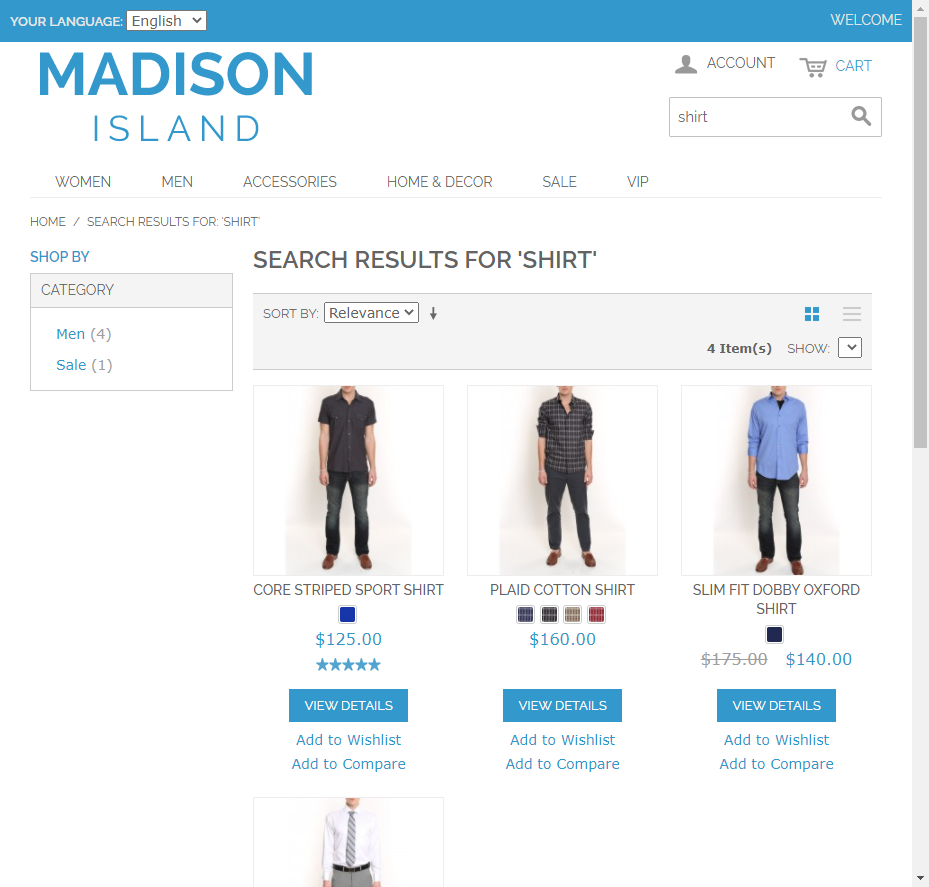 YOUR LANGUAGE: English
WELCOME
MADISON
ISLAND
ACCOUNT
CART
shirt
WOMEN MEN ACCESSORIES HOME & DECOR SALE VIP
HOME / SEARCH RESULTS FOR: 'SHIRT'
SHOP BY
CATEGORY
Men (4)
Sale (1)
SEARCH RESULTS FOR 'SHIRT'
SORT BY: Relevance
4 Item(s) SHOW:
CORE STRIPED SPORT SHIRT
$125.00
VIEW DETAILS
Add to Wishlist
Add to Compare
PLAID COTTON SHIRT
$160.00
VIEW DETAILS
Add to Wishlist
Add to Compare
SLIM FIT DOBBY OXFORD
SHIRT
$175.00 $140.00
VIEW DETAILS
Add to Wishlist
Add to Compare